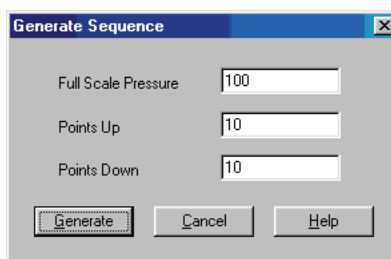 Generate Sequence
Full Scale Pressure 100
Points Up 10
Points Down 10
Generate Cancel Help